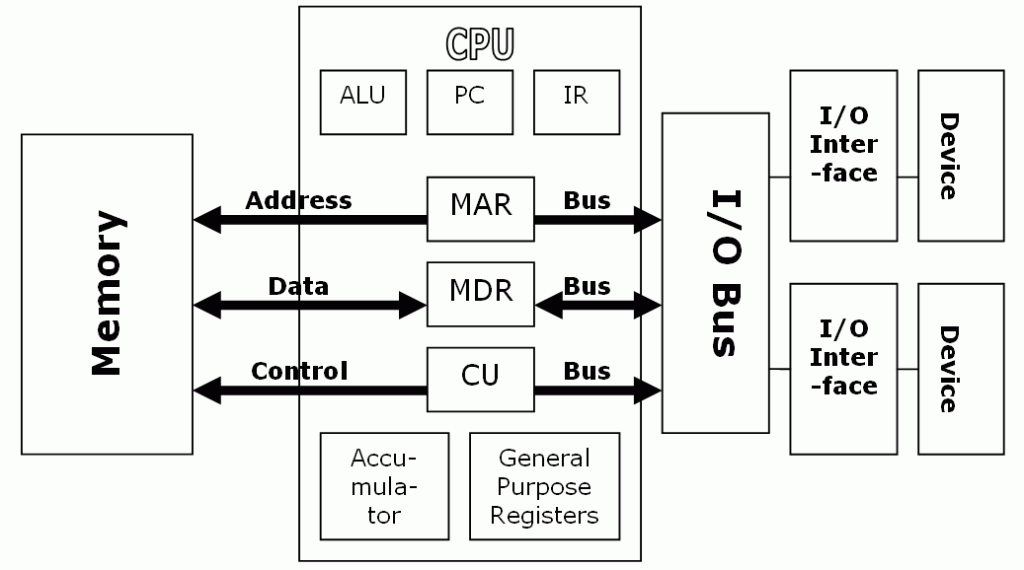 CPU
ALU
PC
IR
Memory
Address
MAR
Bus
Data
MDR
Bus
Control
CU
Bus
Accu-
mula-
tor
General
Purpose
Registers
I/O Bus
I/O
Inter
-face
Device
I/O
Inter
-face
Device